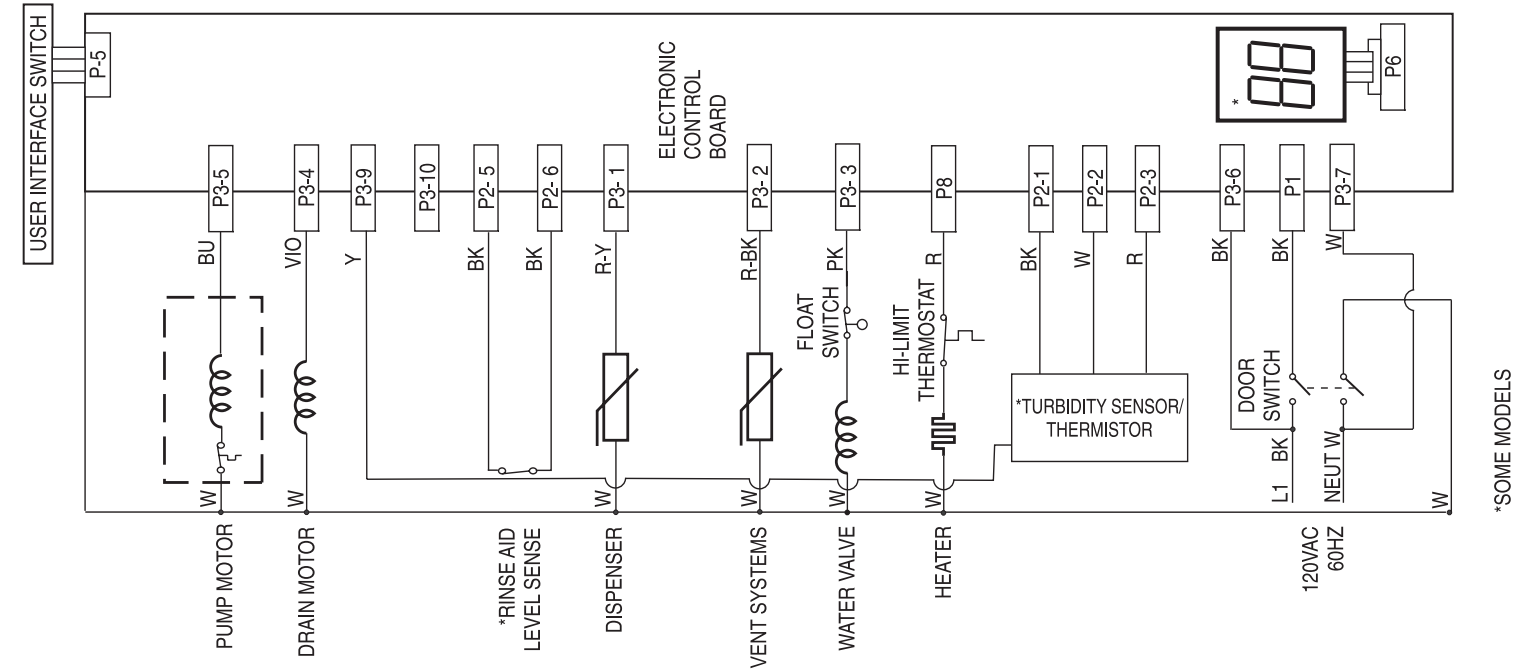 USER INTERFACE SWITCH
P-5
ELECTRONIC
CONTROL
BOARD
*
P6
P3-5
P3-4
P3-9
P3-10
P2- 5
P2- 6
P3- 1
P3- 2
P3- 3
P8
P2-1
P2-2
P2-3
P3-6
P1
P3-7
BU
VIO
Y
BK
BK
R-Y
R-BK
PK
R
BK
W
R
BK
BK
W
FLOAT
SWITCH
HI-LIMIT
THERMOSTAT
*TURBIDITY SENSOR/
THERMISTOR
DOOR
SWITCH
L1 BK
NEUT W
W
W
W
W
W
W
W
PUMP MOTOR
DRAIN MOTOR
*RINSE AID
LEVEL SENSE
DISPENSER
VENT SYSTEMS
WATER VALVE
HEATER
120VAC
60HZ
*SOME MODELS